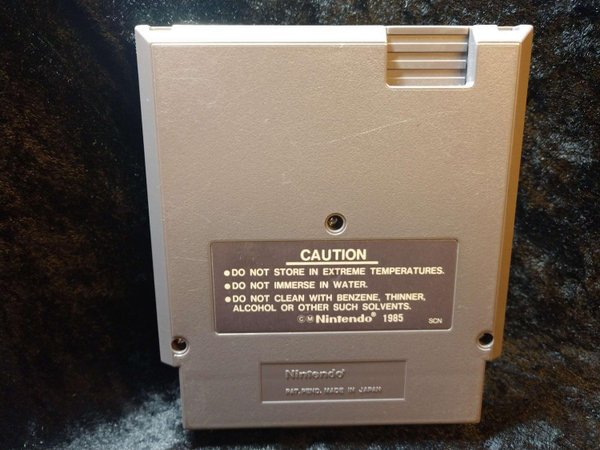 CAUTION
•DO NOT STORE IN EXTREME TEMPERATURES.
•DO NOT IMMERSE IN WATER.
•DO NOT CLEAN WITH BENZENE, THINNER,
ALCOHOL OR OTHER SUCH SOLVENTS.
©Ⓜ Nintendo® 1985 SCN
Nintendo®
PAT. PEND. MADE IN JAPAN